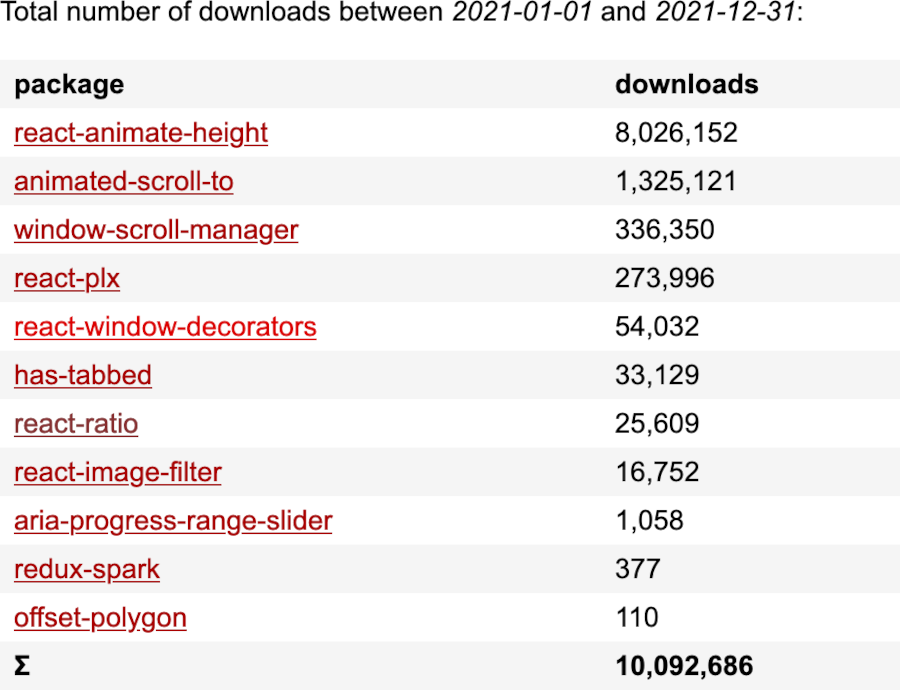 Total number of downloads between 2021-01-01 and 2021-12-31:
package downloads
react-animate-height 8,026,152
animated-scroll-to 1,325,121
window-scroll-manager 336,350
react-plx 273,996
react-window-decorators 54,032
has-tabbed 33,129
react-ratio 25,609
react-image-filter 16,752
aria-progress-range-slider 1,058
redux-spark 377
offset-polygon 110
Σ 10,092,686